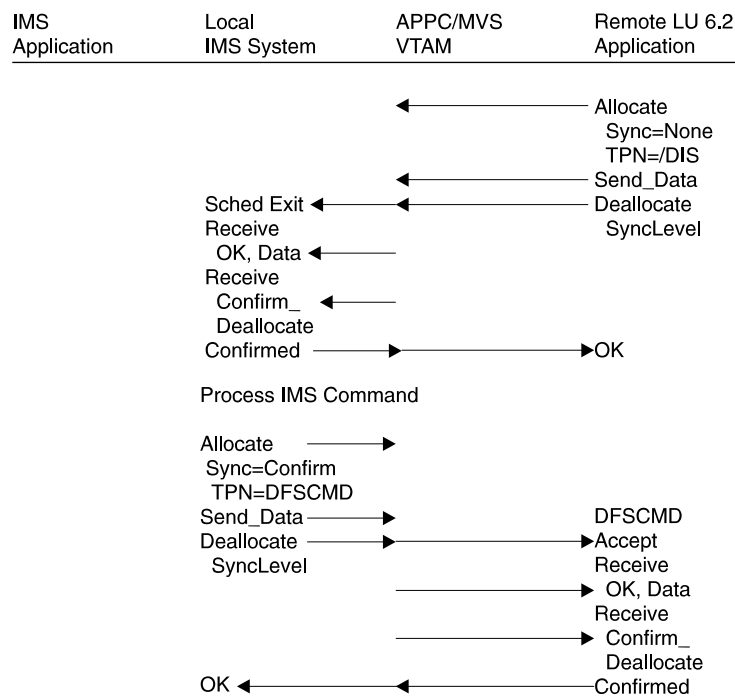 IMS Local APPC/MVS Remote LU 6.2
Application IMS System VTAM Application
Allocate
Sync=None
TPN=/DIS
Send_Data
Sched Exit Deallocate
Receive SyncLevel
OK, Data
Receive
Confirm_
Deallocate
Confirmed OK
Process IMS Command
Allocate
Sync=Confirm
TPN=DFSCMD
Send_Data DFSCMD
Deallocate Accept
SyncLevel Receive
OK, Data
Receive
Confirm_
Deallocate
OK Confirmed